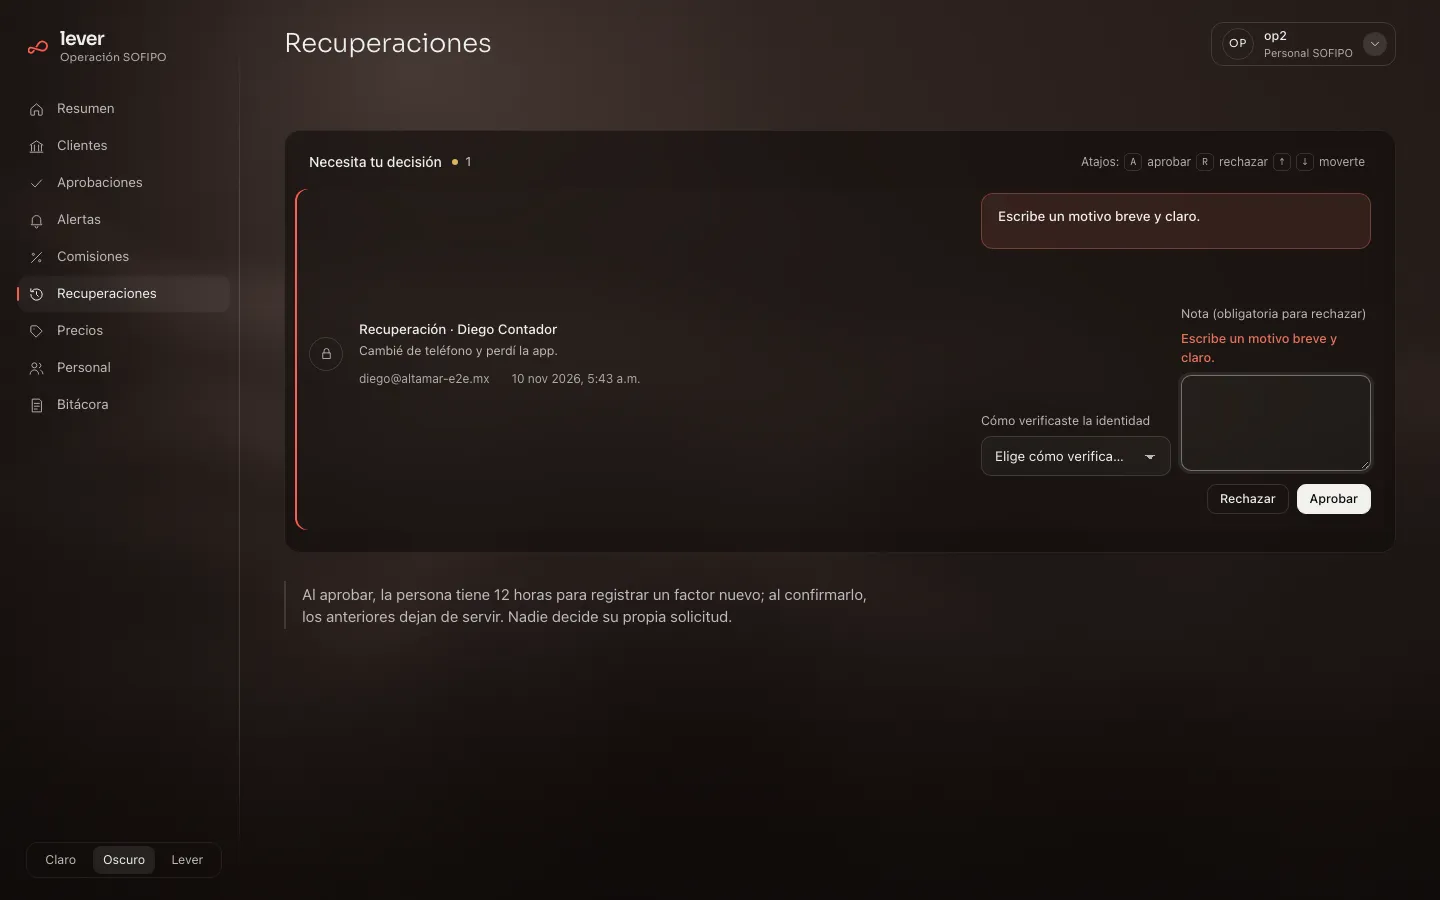 lever
Operación SOFIPO
Resumen
Clientes
Aprobaciones
Alertas
Comisiones
Recuperaciones
Precios
Personal
Bitácora
Claro Oscuro Lever
Recuperaciones
OP op2
Personal SOFIPO
Necesita tu decisión 1
Atajos: A aprobar R rechazar ↑ ↓ moverte
Escribe un motivo breve y claro.
Recuperación · Diego Contador
Cambié de teléfono y perdí la app.
diego@altamar-e2e.mx 10 nov 2026, 5:43 a.m.
Cómo verificaste la identidad
Elige cómo verifica...
Nota (obligatoria para rechazar)
Escribe un motivo breve y
claro.
Rechazar Aprobar
Al aprobar, la persona tiene 12 horas para registrar un factor nuevo; al confirmarlo,
los anteriores dejan de servir. Nadie decide su propia solicitud.